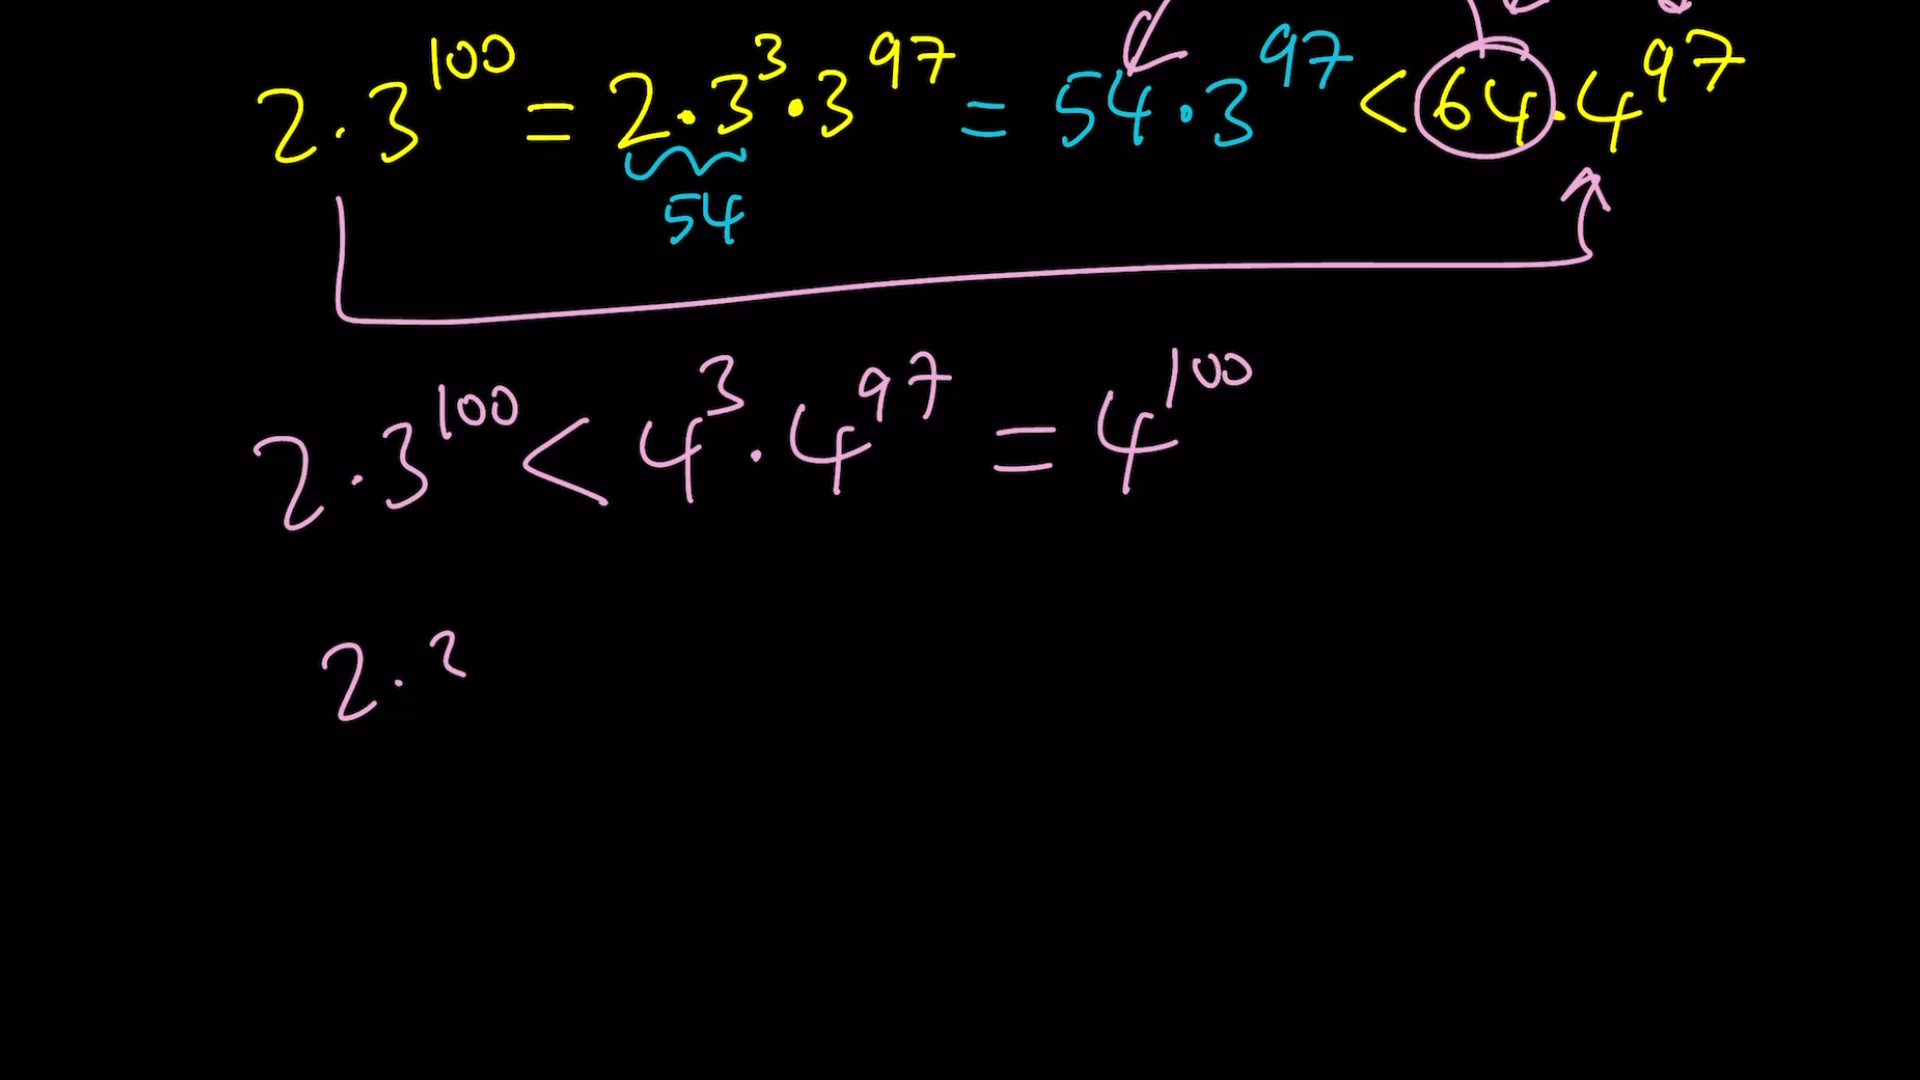 2·3^100 = 2·3^3·3^97 = 54·3^97 < 64·4^97
54
2·3^100 < 4^3·4^97 = 4^100
2·